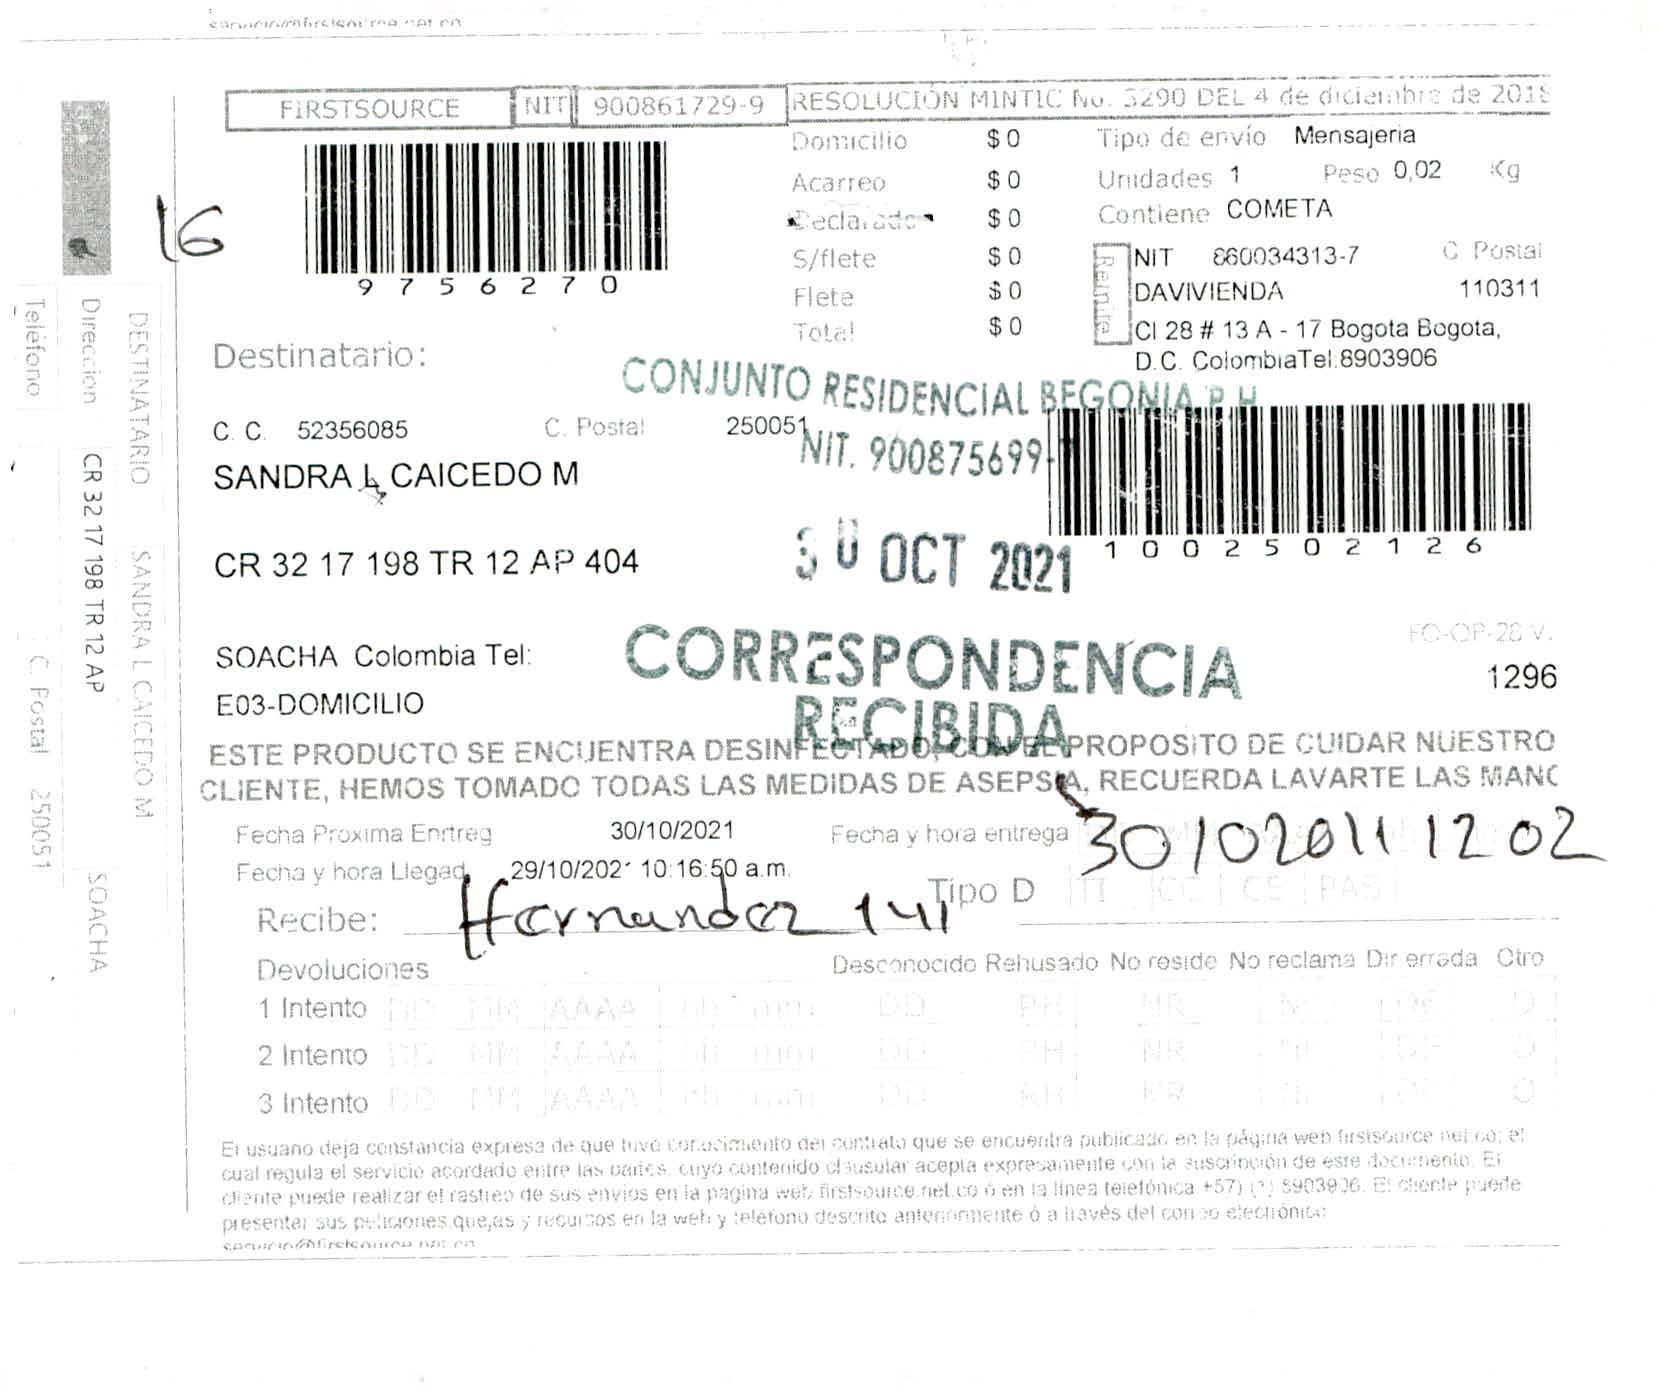 servicio@firstsource.net.co
FIRSTSOURCE NIT 900861729-9 RESOLUCIÓN MINTIC No. 3290 DEL 4 de diciembre de 2018
Domicilio $ 0 Tipo de envío Mensajeria
Acarreo $ 0 Unidades 1 Peso 0,02 Kg
Declarado $ 0 Contiene COMETA
S/flete $ 0
Flete $ 0
Total $ 0
Remite
NIT 860034313-7 C Postal
DAVIVIENDA 110311
Cl 28 # 13 A - 17 Bogota Bogota,
D.C. ColombiaTel:8903906
16
9756270
Destinatario:
CONJUNTO RESIDENCIAL BEGONIA P.H
C. C. 52356085 C. Postal 250051
NIT. 900875699-
SANDRA L CAICEDO M
30 OCT 2021
1002502126
CR 32 17 198 TR 12 AP 404
CORRESPONDENCIA
RECIBIDA
FO-OP-28 V.
SOACHA Colombia Tel:
1296
E03-DOMICILIO
ESTE PRODUCTO SE ENCUENTRA DESINFECTADO, CON EL PROPOSITO DE CUIDAR NUESTRO
CLIENTE, HEMOS TOMADO TODAS LAS MEDIDAS DE ASEPSIA, RECUERDA LAVARTE LAS MANO
Fecha Proxima Enrtreg 30/10/2021 Fecha y hora entrega 30/10201112 02
Fecha y hora Llegad 29/10/2021 10:16:50 a.m.
Tipo D TI CC CE PAS
Recibe: Hernandez 141
Devoluciones Desconocido Rehusado No reside No reclama Dir errada Otro
1 Intento DD MM AAAA hh mm DD RH NR NI DE O
2 Intento DD MM AAAA hh mm DD RH NR NI DE O
3 Intento DD MM AAAA hh mm DD RH NR NI DE O
El usuario deja constancia expresa de que tuvo conocimiento del contrato que se encuentra publicado en la página web firstsource.net.co; el
cual regula el servicio acordado entre las partes, cuyo contenido clausular acepta expresamente con la suscripción de este documento. El
cliente puede realizar el rastreo de sus envios en la pagina web firstsource.net.co ó en la línea telefónica +57) (1) 8903906. El cliente puede
presentar sus peticiones,quejas y recursos en la web y teléfono descrito anteriormente ó a través del correo electrónico
servicio@firstsource.net.co
DESTINATARIO SANDRA L CAICEDO M
Direccion CR 32 17 198 TR 12 AP SOACHA
Teléfono C. Postal 250051